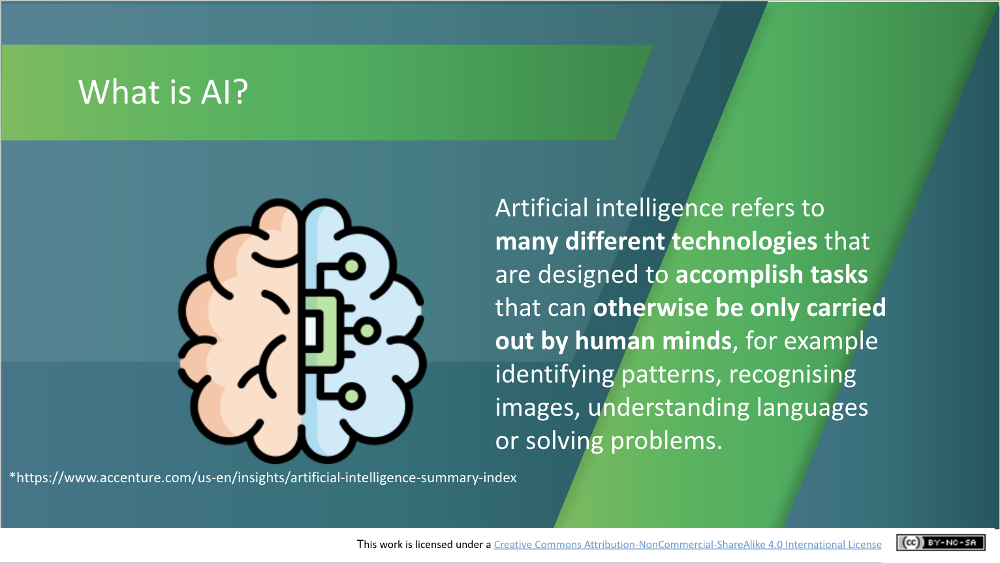 What is AI?
Artificial intelligence refers to
many different technologies that
are designed to accomplish tasks
that can otherwise be only carried
out by human minds, for example
identifying patterns, recognising
images, understanding languages
or solving problems.
*https://www.accenture.com/us-en/insights/artificial-intelligence-summary-index
This work is licensed under a Creative Commons Attribution-NonCommercial-ShareAlike 4.0 International License
cc BY-NC-SA